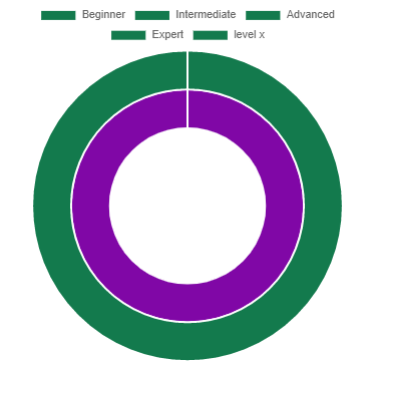 Beginner Intermediate Advanced
Expert level x